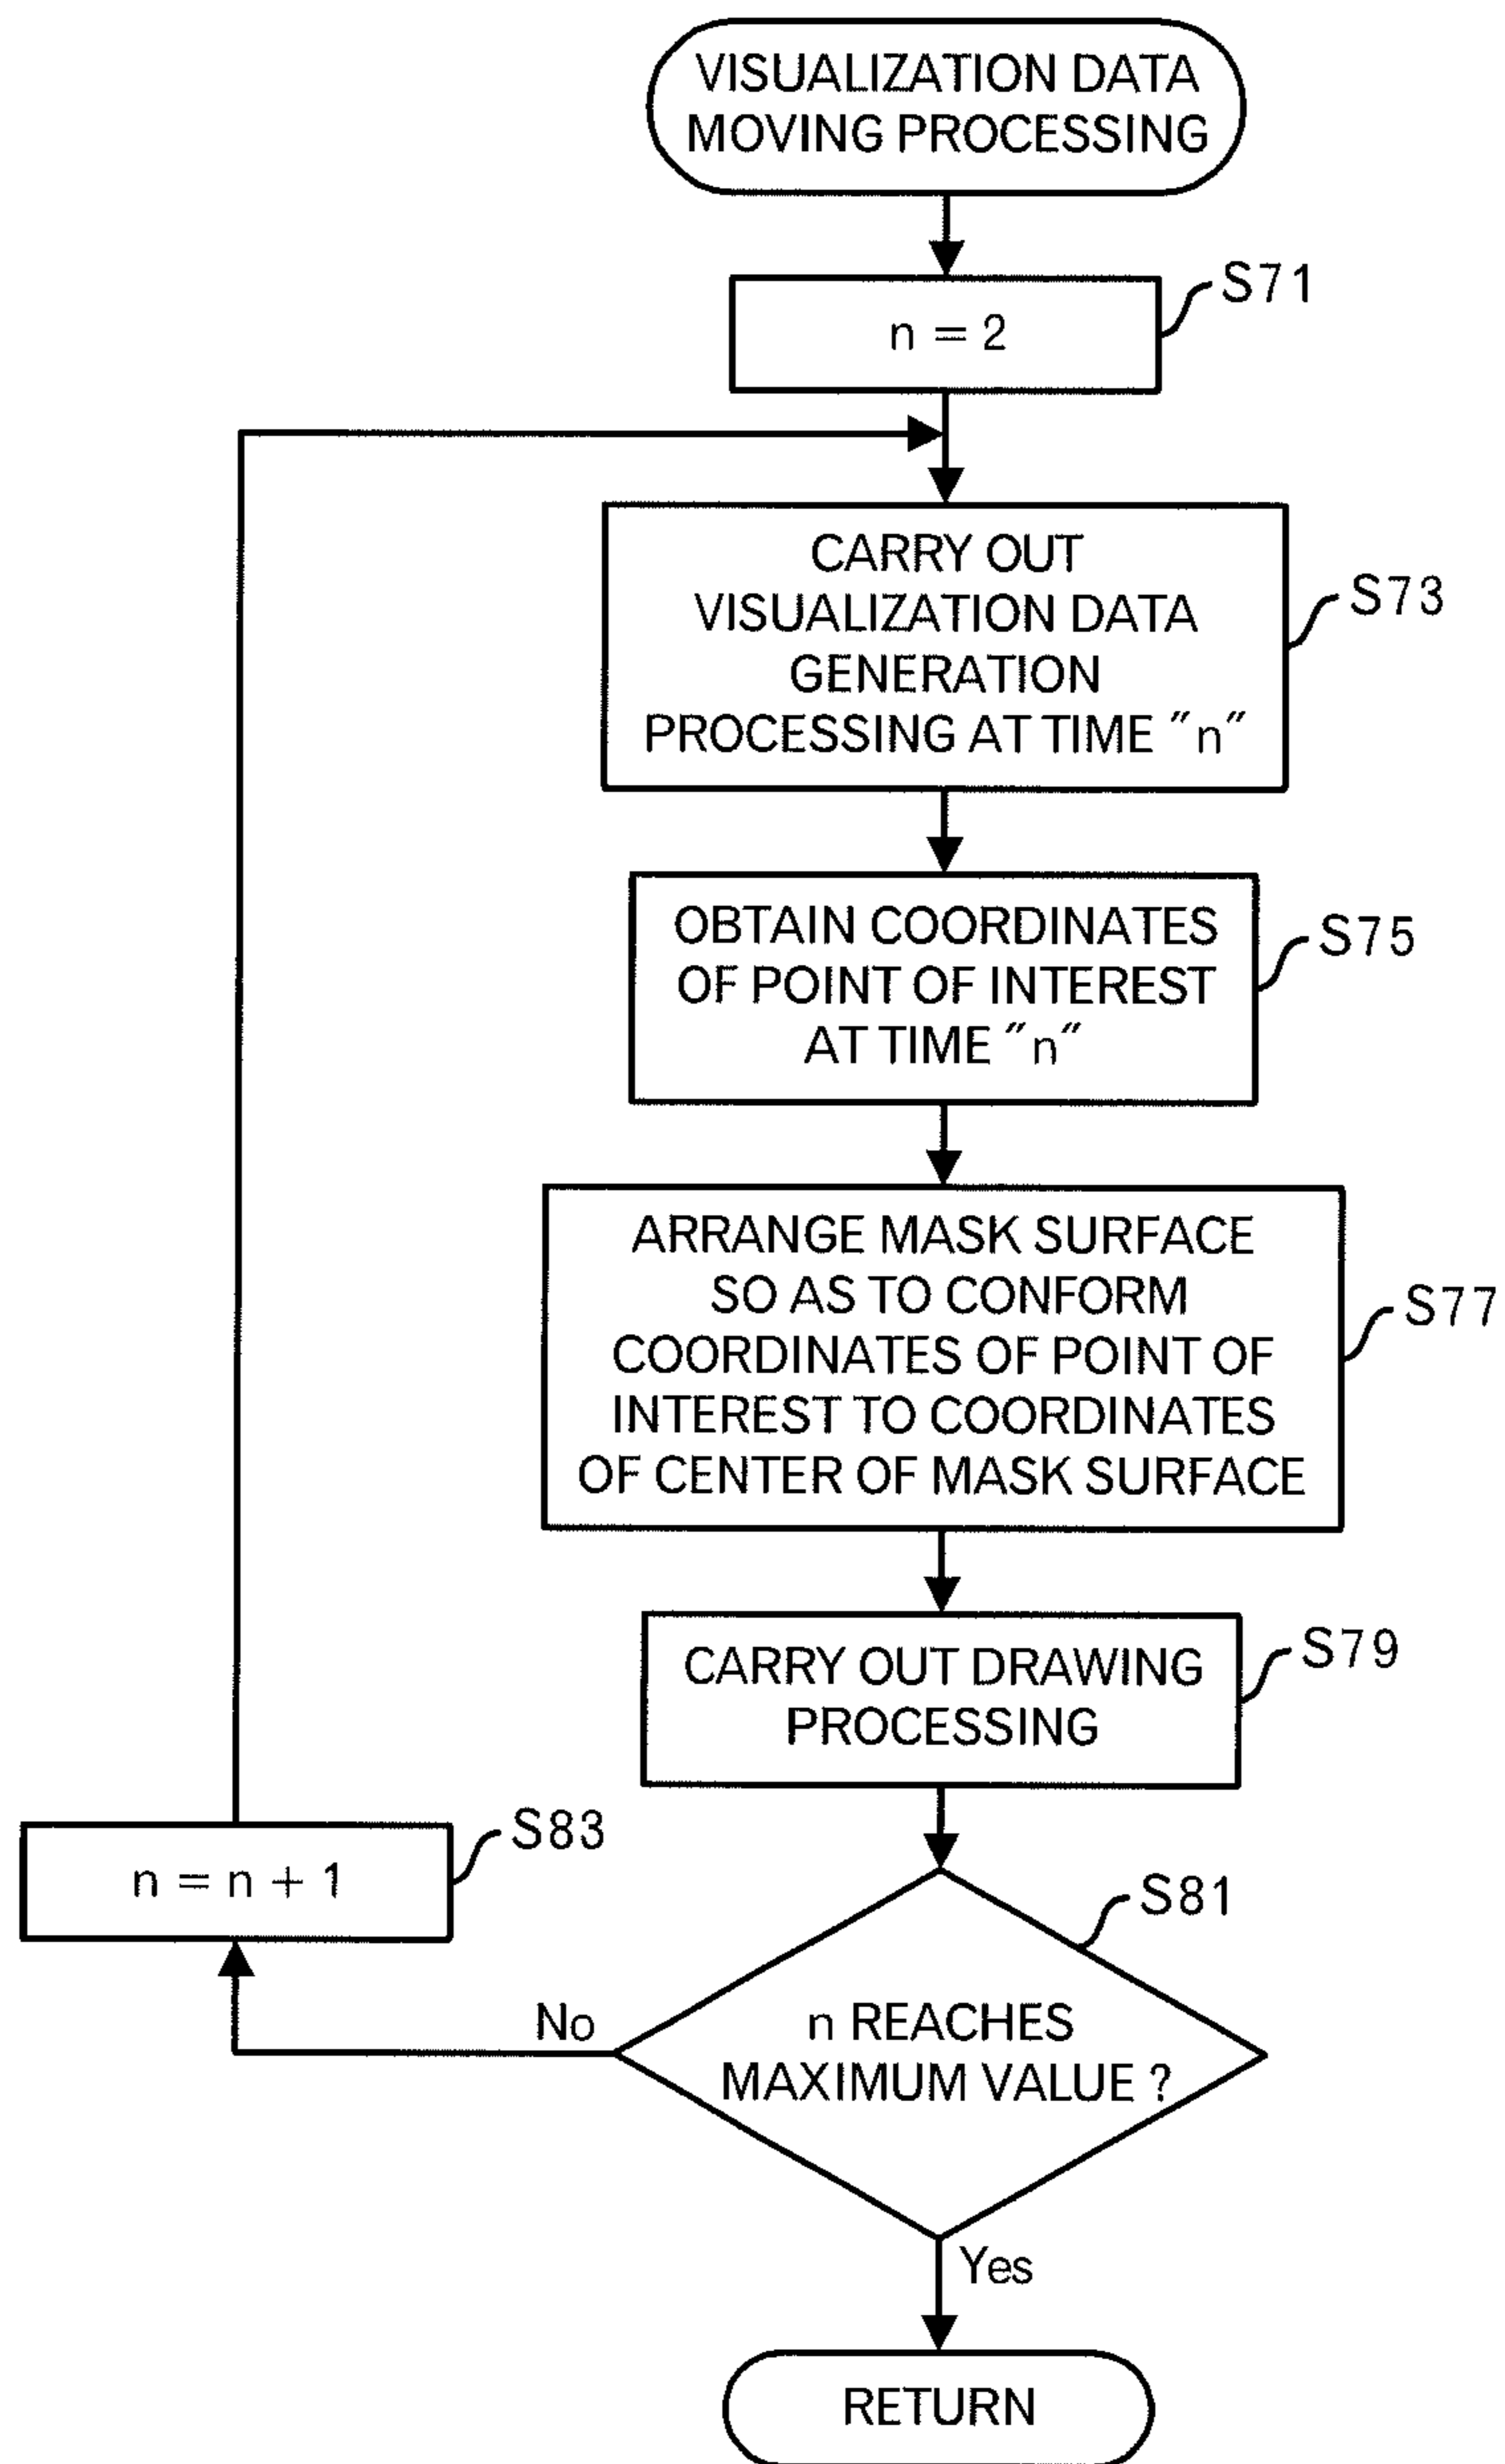 VISUALIZATION DATA
MOVING PROCESSING
S71
n = 2
CARRY OUT
VISUALIZATION DATA
GENERATION
PROCESSING AT TIME ″n″
S73
OBTAIN COORDINATES
OF POINT OF INTEREST
AT TIME ″n″
S75
ARRANGE MASK SURFACE
SO AS TO CONFORM
COORDINATES OF POINT OF
INTEREST TO COORDINATES
OF CENTER OF MASK SURFACE
S77
CARRY OUT DRAWING
PROCESSING
S79
S83
n = n + 1
S81
n REACHES
MAXIMUM VALUE ?
No
Yes
RETURN